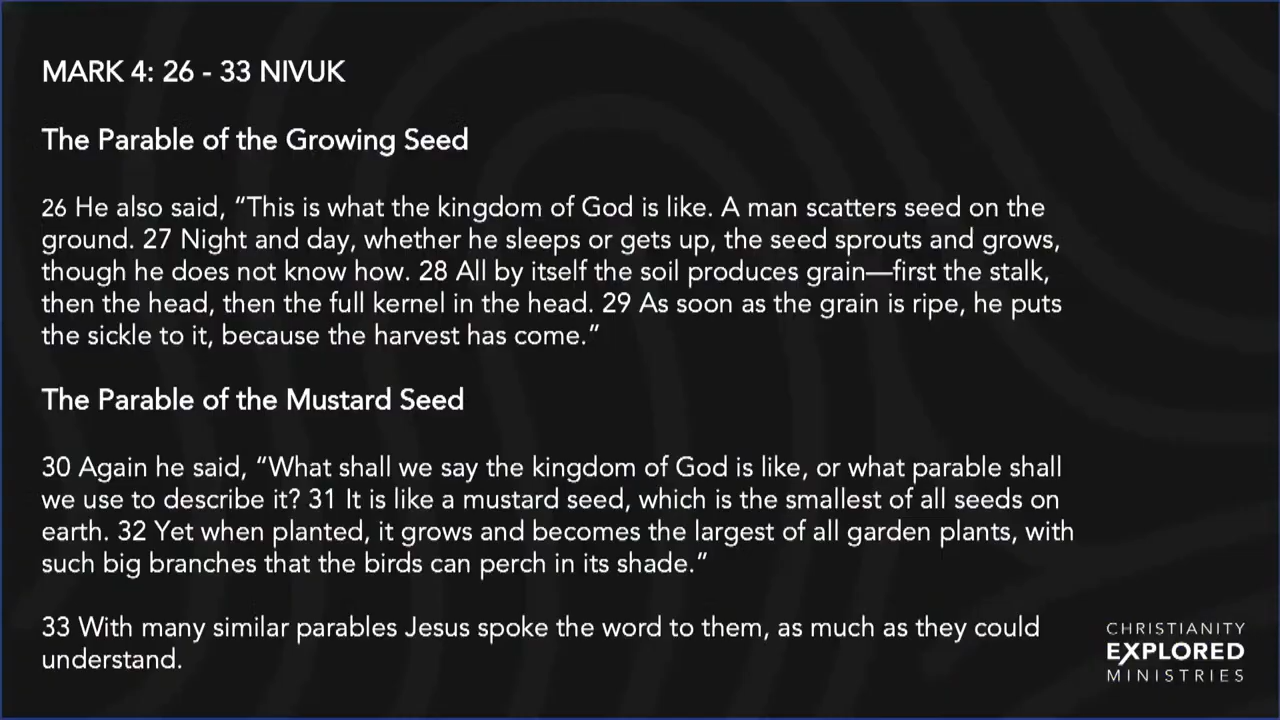 MARK 4: 26 - 33 NIVUK
The Parable of the Growing Seed
26 He also said, “This is what the kingdom of God is like. A man scatters seed on the
ground. 27 Night and day, whether he sleeps or gets up, the seed sprouts and grows,
though he does not know how. 28 All by itself the soil produces grain—first the stalk,
then the head, then the full kernel in the head. 29 As soon as the grain is ripe, he puts
the sickle to it, because the harvest has come.”
The Parable of the Mustard Seed
30 Again he said, “What shall we say the kingdom of God is like, or what parable shall
we use to describe it? 31 It is like a mustard seed, which is the smallest of all seeds on
earth. 32 Yet when planted, it grows and becomes the largest of all garden plants, with
such big branches that the birds can perch in its shade.”
33 With many similar parables Jesus spoke the word to them, as much as they could
understand.
CHRISTIANITY
EXPLORED
MINISTRIES